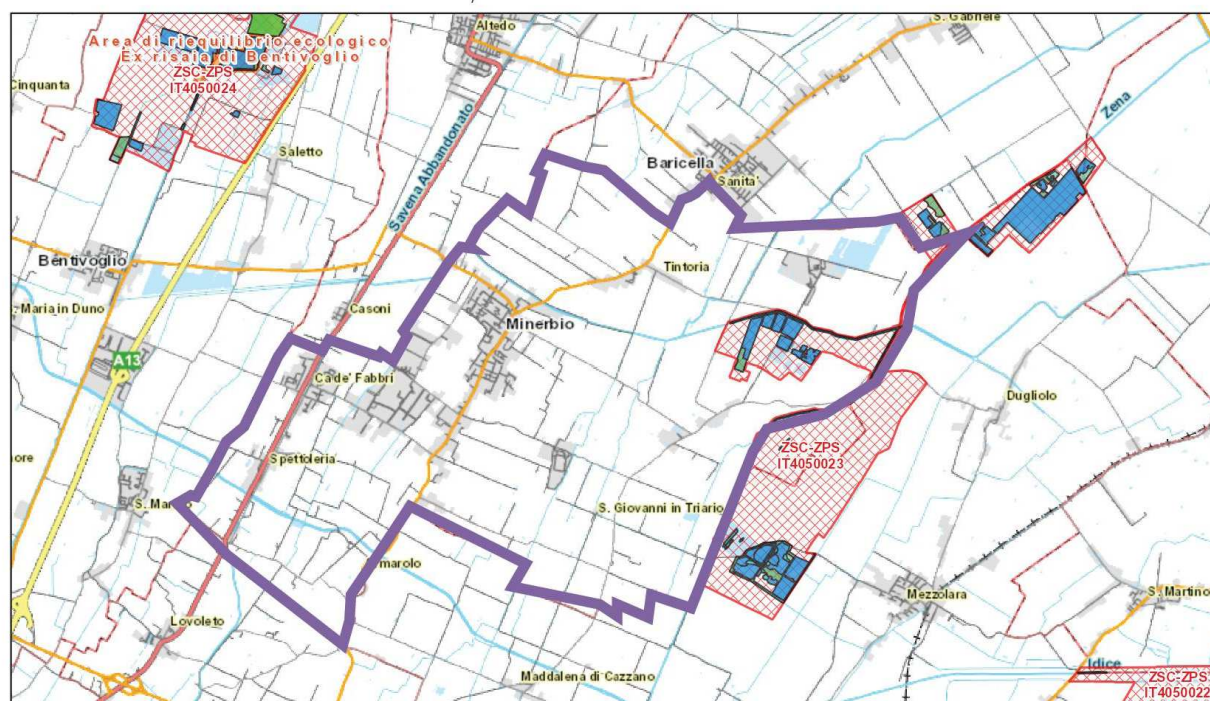 Altedo
S. Gabriele
Area di riequilibrio ecologico
Ex risaia di Bentivoglio
ZSC-ZPS
IT4050024
Cinquanta
Zena
Savena Abbandonato
Saletto
Baricella
Sanita'
Bentivoglio
Tintoria
. Maria in Duno
Casoni
Minerbio
A13
Ca de' Fabbri
Dugliolo
ore
Spettoleria
ZSC-ZPS
IT4050023
S. Ma
o
S. Giovanni in Triario
marolo
Mezzolara
S. Martino
Lovoleto
Maddalena di Cazzano
Idice
ZSC-ZPS
IT4050022